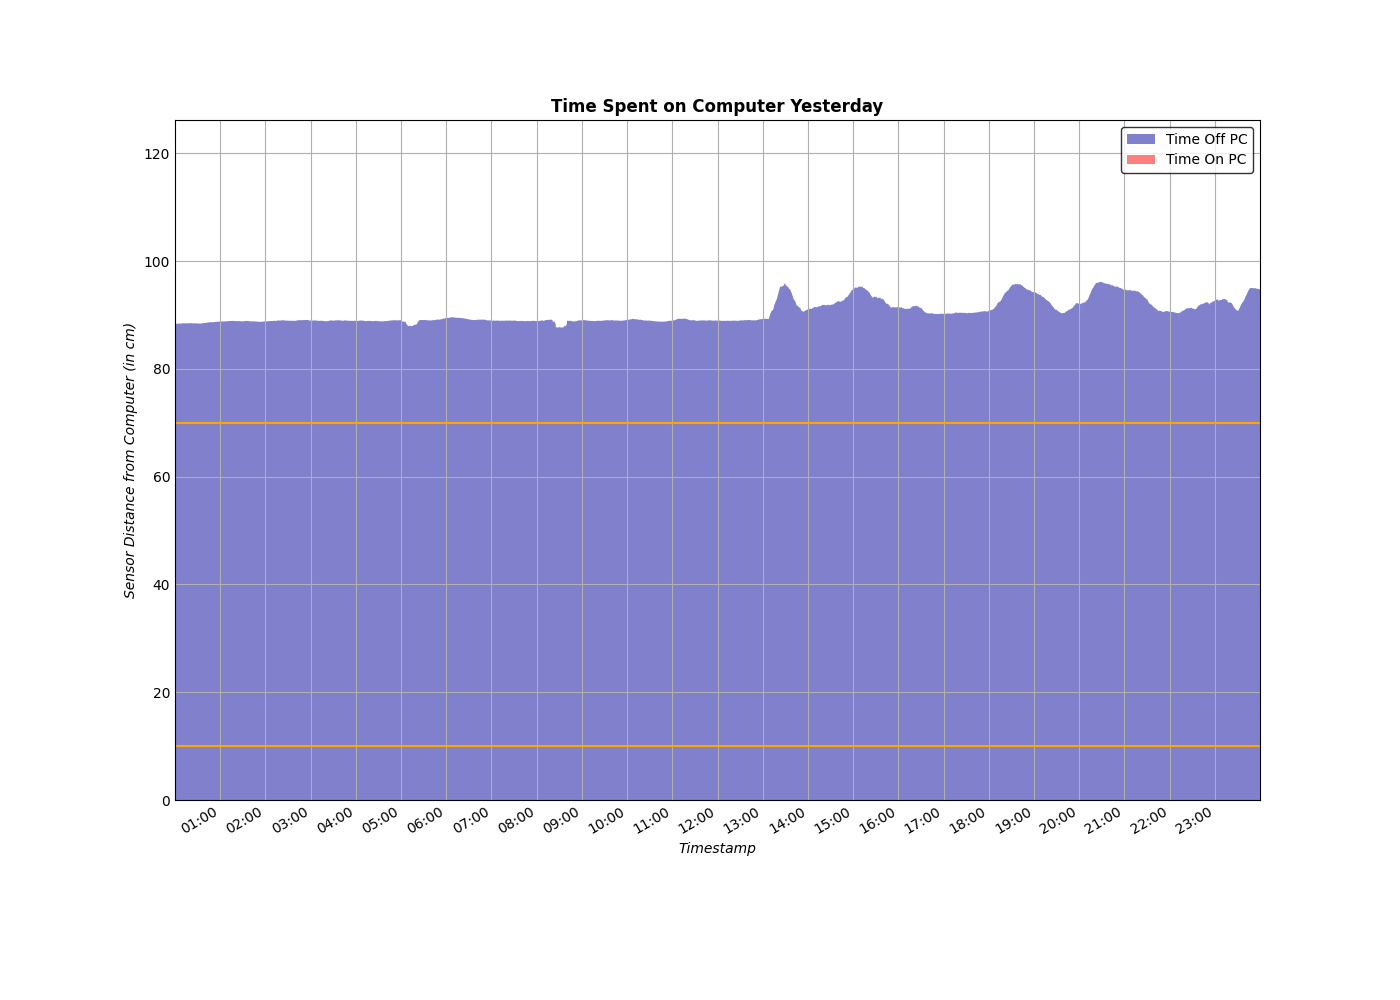 Time Spent on Computer Yesterday
Time Off PC
Time On PC
120
100
80
60
40
20
0
Sensor Distance from Computer (in cm)
01:00 02:00 03:00 04:00 05:00 06:00 07:00 08:00 09:00 10:00 11:00 12:00 13:00 14:00 15:00 16:00 17:00 18:00 19:00 20:00 21:00 22:00 23:00
Timestamp